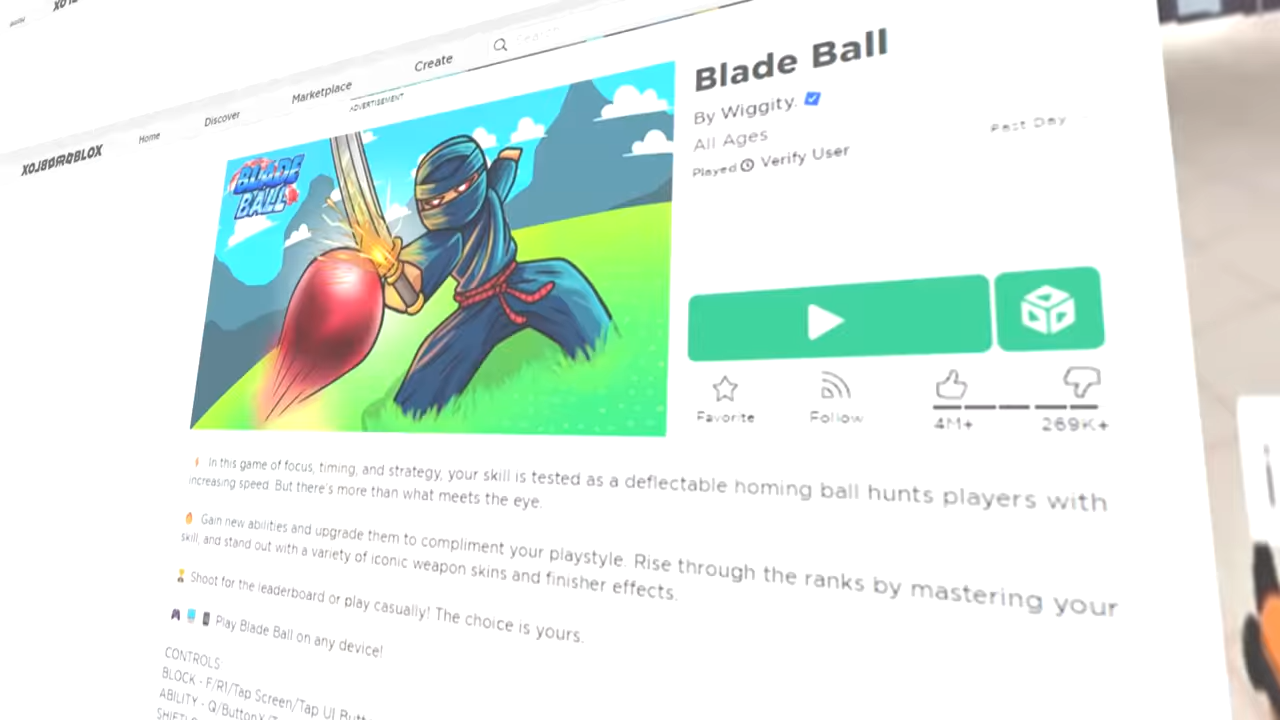 Home
Discover
Marketplace
Create
Search
ADVERTISEMENT
BLADE
BALL
Blade Ball
By Wiggity.
All Ages
Played Verify User
Past Day
Favorite
Follow
4M+
269K+
In this game of focus, timing, and strategy, your skill is tested as a deflectable homing ball hunts players with
increasing speed. But there's more than what meets the eye.
Gain new abilities and upgrade them to compliment your playstyle. Rise through the ranks by mastering your
skill, and stand out with a variety of iconic weapon skins and finisher effects.
Shoot for the leaderboard or play casually! The choice is yours.
Play Blade Ball on any device!
CONTROLS
BLOCK - F/R1/Tap Screen/Tap UI
ABILITY - Q/ButtonX